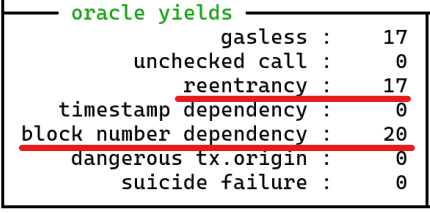 oracle yields
gasless : 17
unchecked call : 0
reentrancy : 17
timestamp dependency : 0
block number dependency : 20
dangerous tx.origin : 0
suicide failure : 0